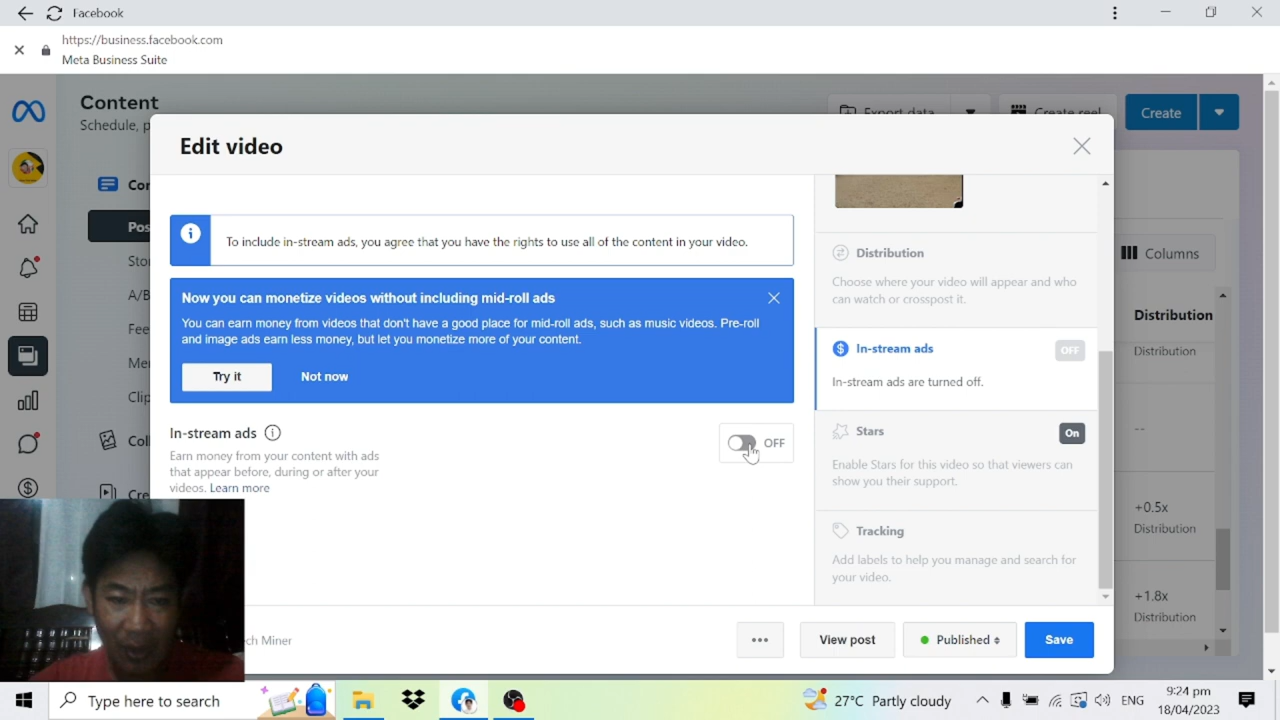 Facebook
https://business.facebook.com
Meta Business Suite
Content
Schedule, p
Export data
Create reel
Create
Edit video
Con
Pos
Sto
A/B
Fee
Me
Clip
Coll
Cre
To include in-stream ads, you agree that you have the rights to use all of the content in your video.
Now you can monetize videos without including mid-roll ads
You can earn money from videos that don't have a good place for mid-roll ads, such as music videos. Pre-roll
and image ads earn less money, but let you monetize more of your content.
Try it
Not now
In-stream ads
OFF
Earn money from your content with ads
that appear before, during or after your
videos. Learn more
Distribution
Choose where your video will appear and who
can watch or crosspost it.
In-stream ads
OFF
In-stream ads are turned off.
Stars
On
Enable Stars for this video so that viewers can
show you their support.
Tracking
Add labels to help you manage and search for
your video.
Columns
Distribution
Distribution
--
+0.5x
Distribution
+1.8x
Distribution
ch Miner
View post
Published
Save
Type here to search
27°C Partly cloudy
ENG
9:24 pm
18/04/2023